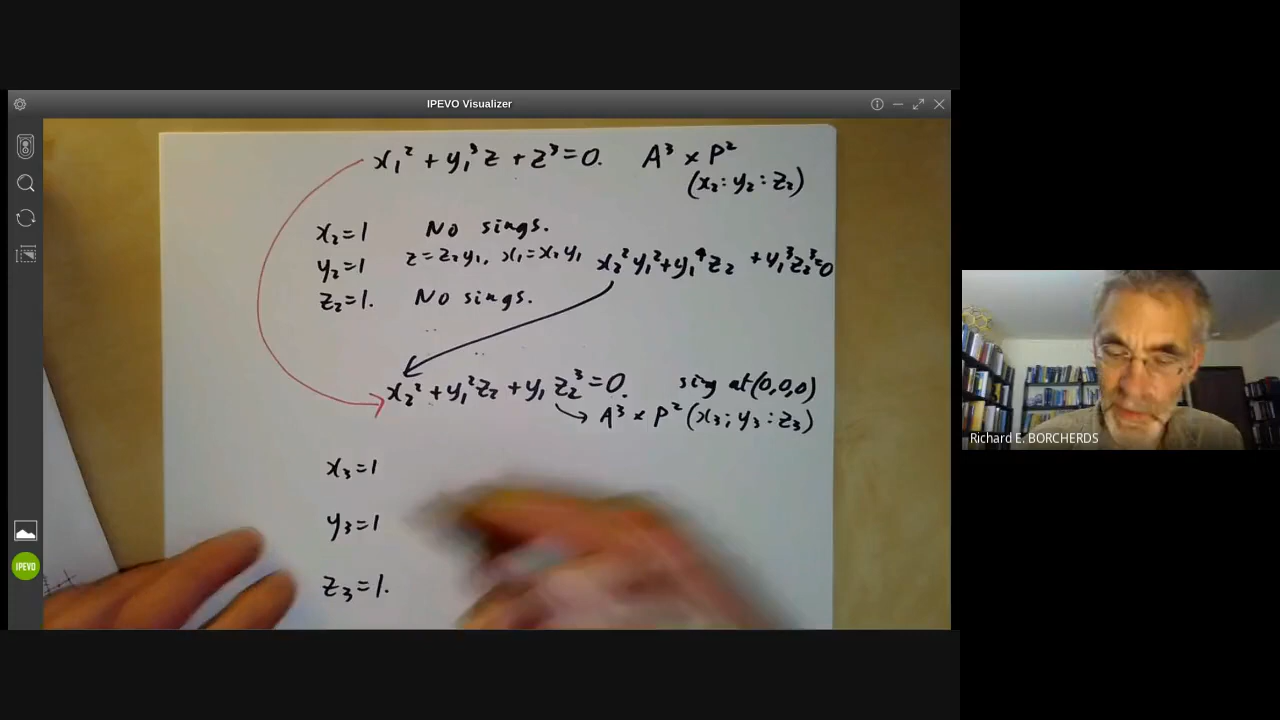 IPEVO Visualizer
x₁² + y₁³z + z³ = 0. A³ × P²
(x₂ : y₂ : z₂)
x₂ = 1 No sings.
y₂ = 1 z = z₂y₁, x₁ = x₂y₁ x₂²y₁² + y₁⁴z₂ + y₁³z₂³ = 0
z₂ = 1. No sings.
x₂² + y₁²z₂ + y₁z₂³ = 0. sing at (0,0,0)
→ A³ × P² (x₃ ; y₃ : z₃)
x₃ = 1
y₃ = 1
z₃ = 1.
Richard E. BORCHERDS
IPEVO